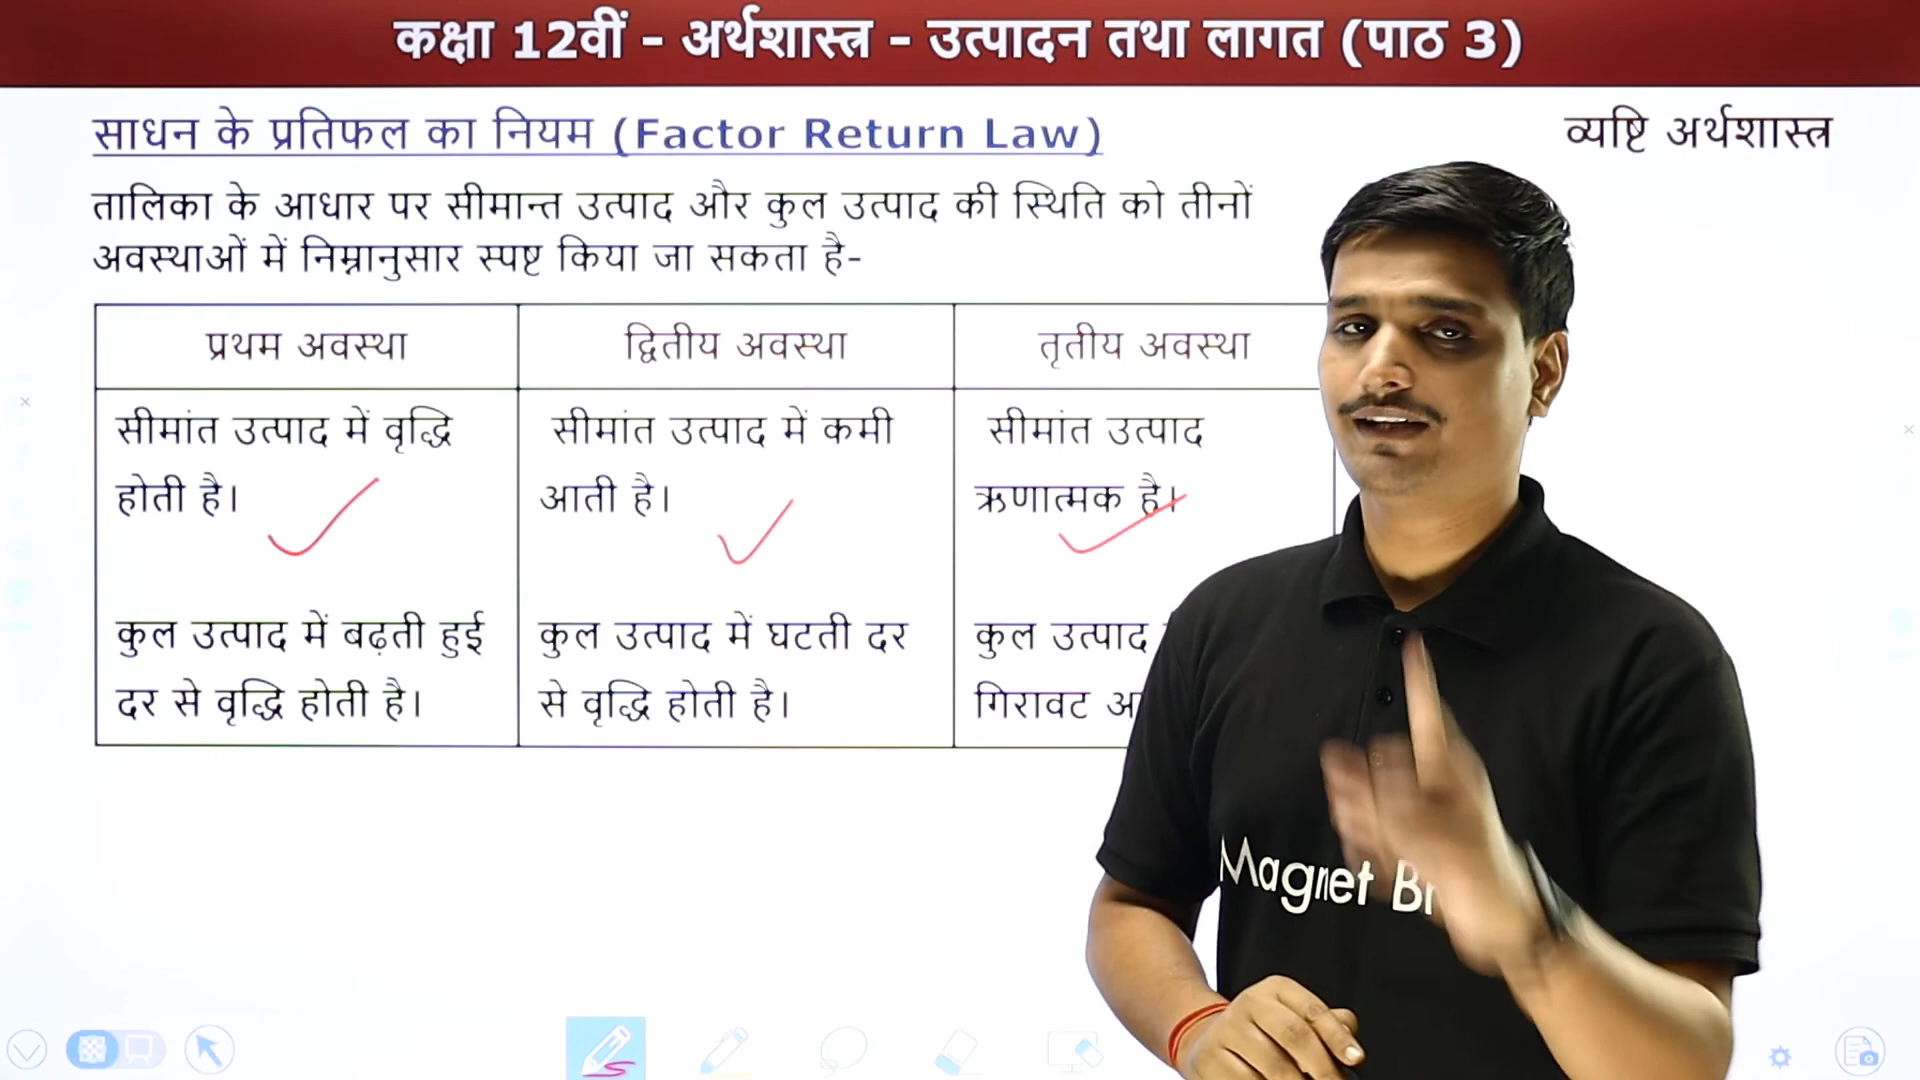 कक्षा 12वीं - अर्थशास्त्र - उत्पादन तथा लागत (पाठ 3)
साधन के प्रतिफल का नियम (Factor Return Law)
व्यष्टि अर्थशास्त्र
तालिका के आधार पर सीमान्त उत्पाद और कुल उत्पाद की स्थिति को तीनों
अवस्थाओं में निम्नानुसार स्पष्ट किया जा सकता है-
प्रथम अवस्था
द्वितीय अवस्था
तृतीय अवस्था
सीमांत उत्पाद में वृद्धि
होती है।
सीमांत उत्पाद में कमी
आती है।
सीमांत उत्पाद
ऋणात्मक है।
कुल उत्पाद में बढ़ती हुई
दर से वृद्धि होती है।
कुल उत्पाद में घटती दर
से वृद्धि होती है।
कुल उत्पाद
गिरावट
Magnet